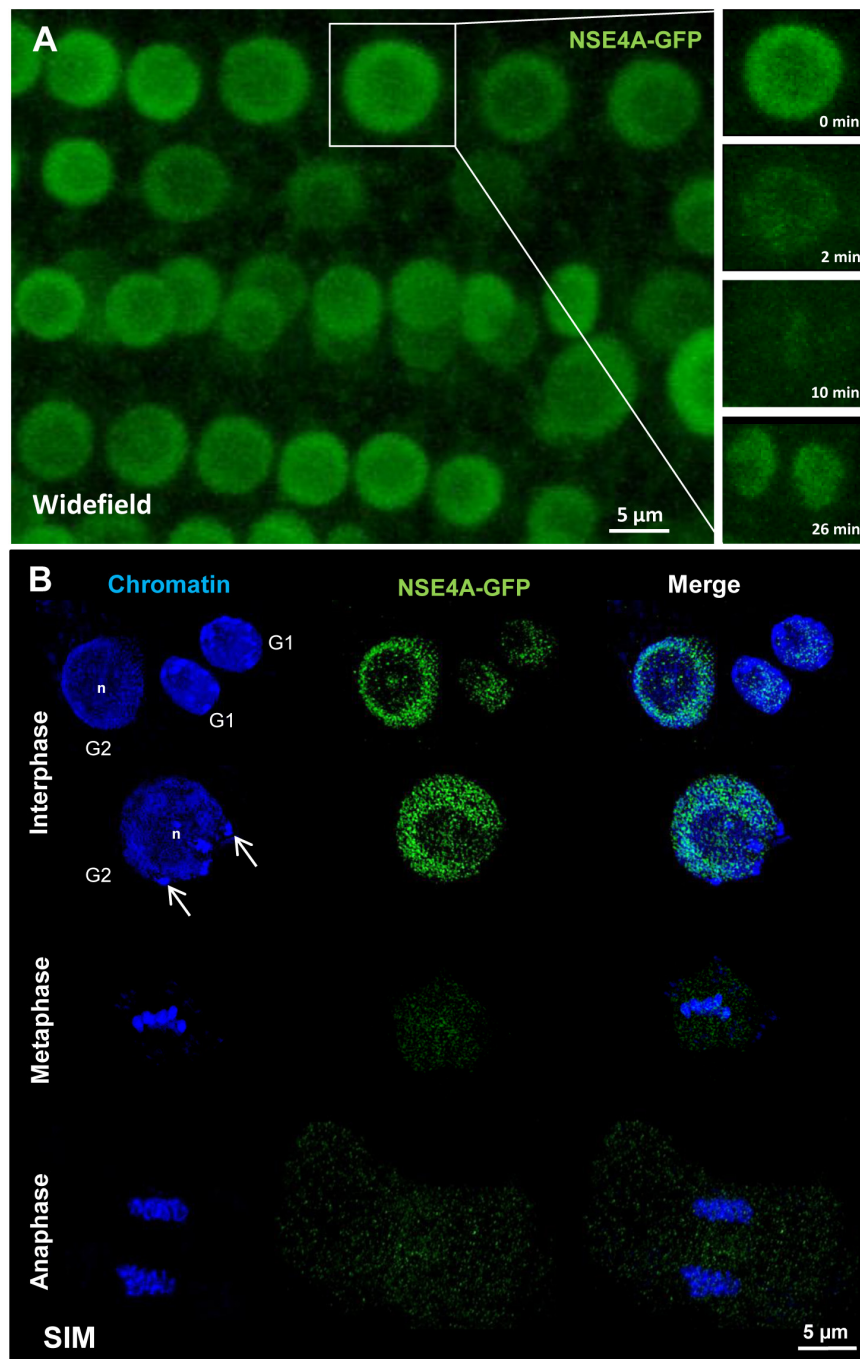 A
NSE4A-GFP
0 min
2 min
10 min
26 min
Widefield
5 µm
B
Chromatin
NSE4A-GFP
Merge
Interphase
G1
n
G1
G2
n
G2
Metaphase
Anaphase
SIM
5 µm